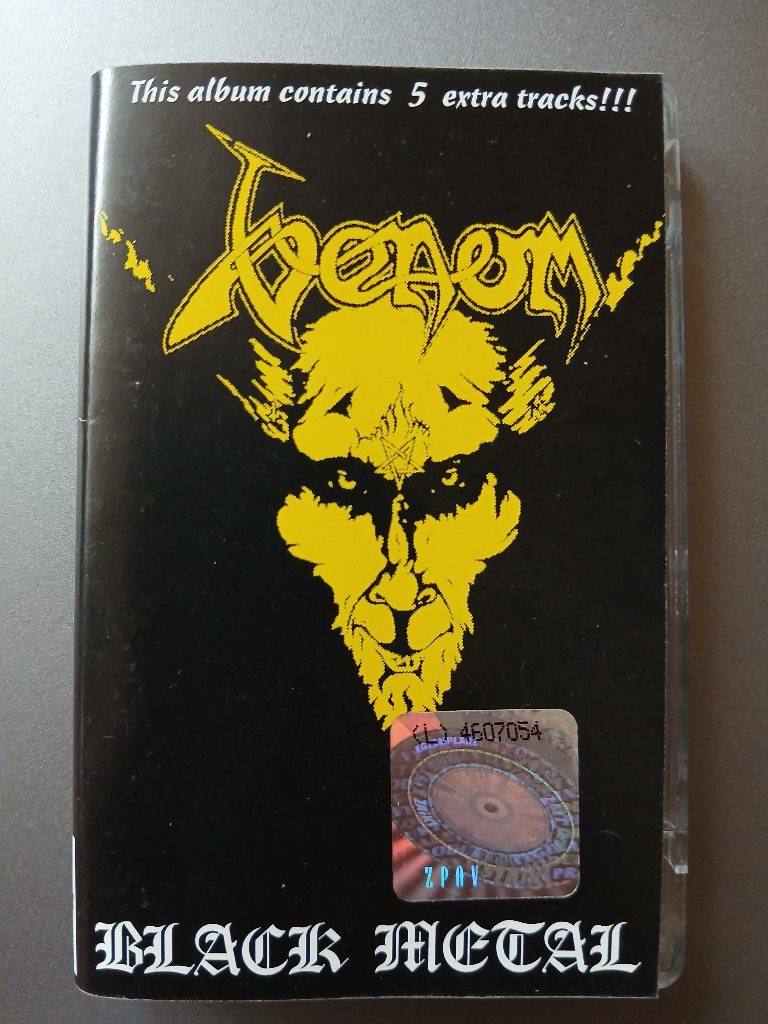 This album contains 5 extra tracks!!!
Venom
(L) 4607054
ZPAV
BLACK METAL